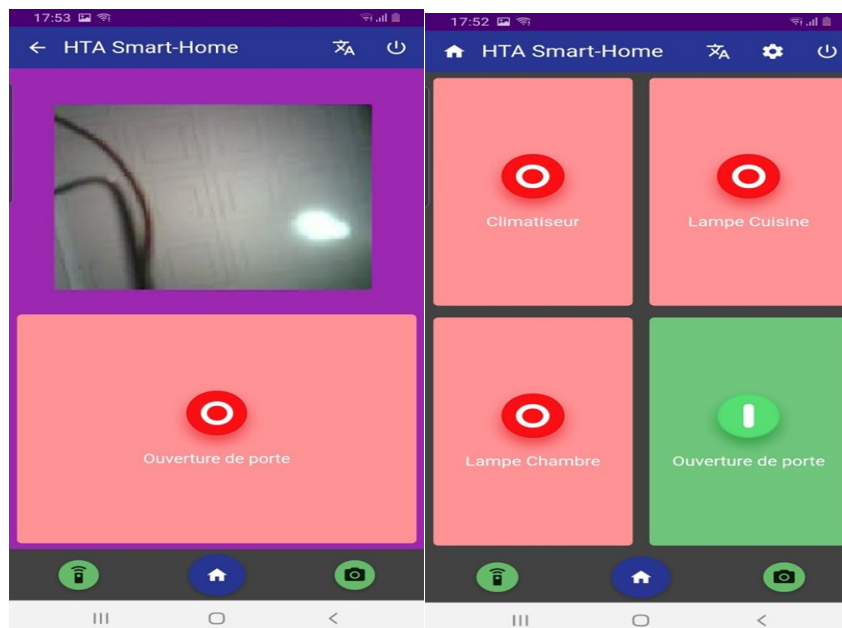 17:53
HTA Smart-Home
Ouverture de porte
17:52
HTA Smart-Home
Climatiseur
Lampe Cuisine
Lampe Chambre
Ouverture de porte